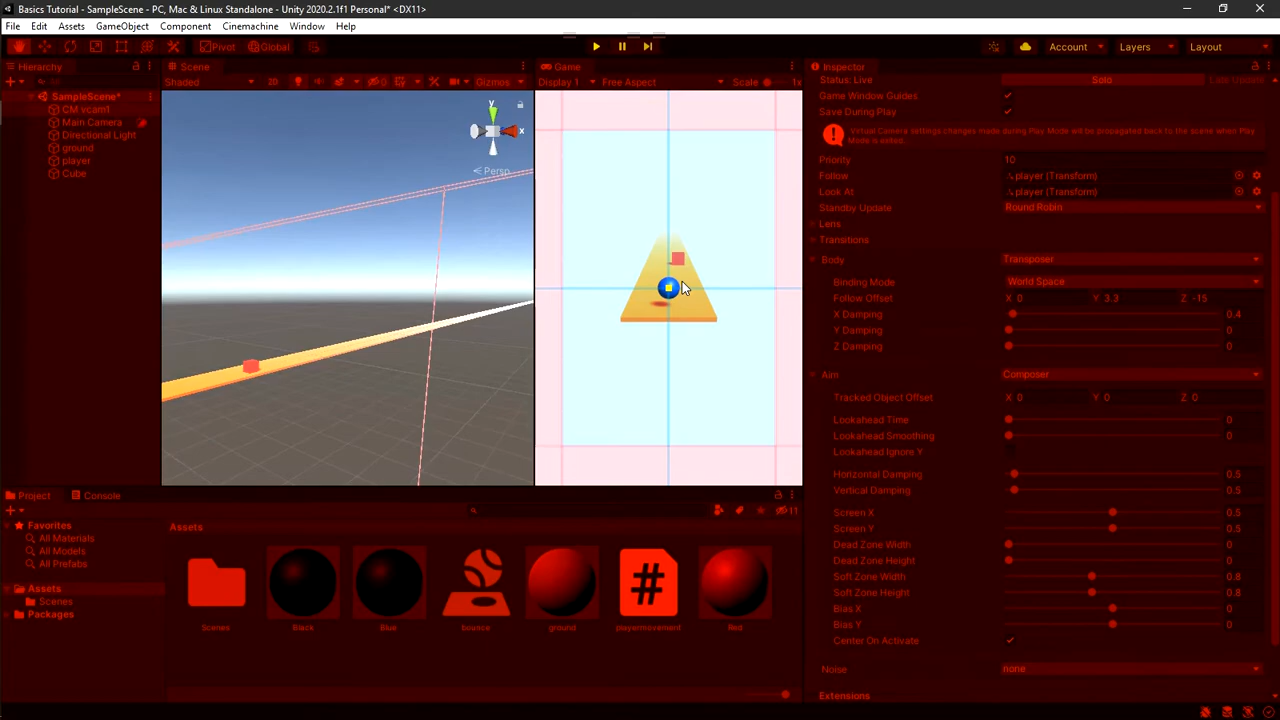 Basics Tutorial - SampleScene - PC, Mac & Linux Standalone - Unity 2020.2.1f1 Personal* <DX11>
File Edit Assets GameObject Component Cinemachine Window Help
Pivot Global Account Layers Layout
Hierarchy
SampleScene*
CM vcam1
Main Camera
Directional Light
ground
player
Cube
Scene
Shaded 2D 0 Gizmos
y
x
Persp
Game
Display 1 Free Aspect Scale 1x
Inspector
Status: Live Solo
Game Window Guides
Save During Play
Virtual Camera settings changes made during Play Mode will be propagated back to the scene when Play
Mode is exited.
Priority 10
Follow player (Transform)
Look At player (Transform)
Standby Update Round Robin
Lens
Transitions
Body Transposer
Binding Mode World Space
Follow Offset X 0 Y 3.3 Z -15
X Damping 0.4
Y Damping 0
Z Damping 0
Aim Composer
Tracked Object Offset X 0 Y 0 Z 0
Lookahead Time 0
Lookahead Smoothing 0
Lookahead Ignore Y
Horizontal Damping 0.5
Vertical Damping 0.5
Screen X 0.5
Screen Y 0.5
Dead Zone Width 0
Dead Zone Height 0
Soft Zone Width 0.8
Soft Zone Height 0.8
Bias X 0
Bias Y 0
Center On Activate
Noise none
Extensions
Project Console
11
Favorites
All Materials
All Models
All Prefabs
Assets
Scenes
Packages
Assets
Scenes Black Blue bounce ground playermovement Red